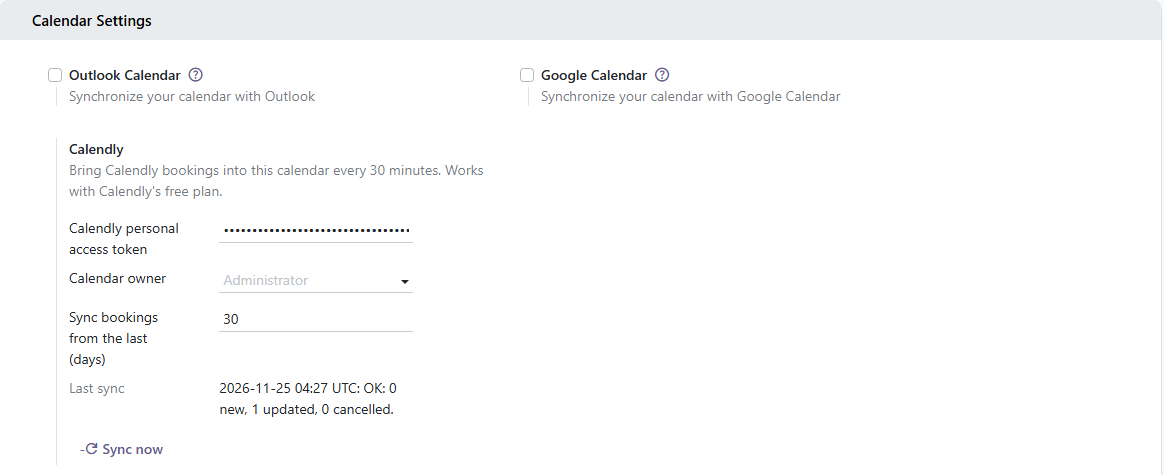 Calendar Settings
Outlook Calendar ?
Synchronize your calendar with Outlook
Google Calendar ?
Synchronize your calendar with Google Calendar
Calendly
Bring Calendly bookings into this calendar every 30 minutes. Works
with Calendly's free plan.
Calendly personal
access token
•••••••••••••••••••••••••••••••••
Calendar owner
Administrator
Sync bookings
from the last
(days)
30
Last sync
2026-11-25 04:27 UTC: OK: 0
new, 1 updated, 0 cancelled.
-Sync now